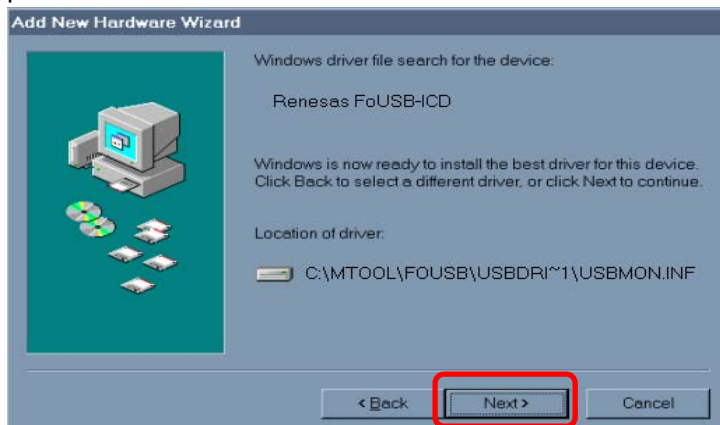 Add New Hardware Wizard
Windows driver file search for the device:
Renesas FoUSB-ICD
Windows is now ready to install the best driver for this device.
Click Back to select a different driver, or click Next to continue.
Location of driver:
C:\MTOOL\FOUSB\USBDRI~1\USBMON.INF
< Back
Next >
Cancel